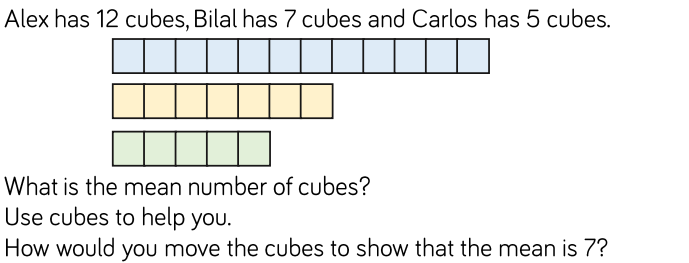 Alex has 12 cubes, Bilal has 7 cubes and Carlos has 5 cubes.
What is the mean number of cubes?
Use cubes to help you.
How would you move the cubes to show that the mean is 7?